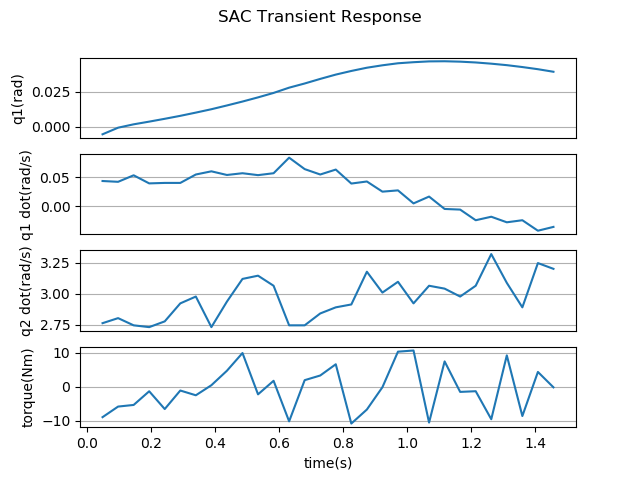 SAC Transient Response
q1(rad)
0.025
0.000
q1 dot(rad/s)
0.05
0.00
q2 dot(rad/s)
3.25
3.00
2.75
torque(Nm)
10
0
−10
0.0 0.2 0.4 0.6 0.8 1.0 1.2 1.4
time(s)